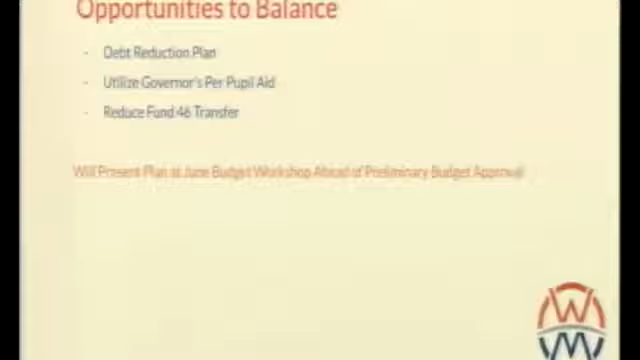 Opportunities to Balance
- Debt Reduction Plan
- Utilize Governor's Per Pupil Aid
- Reduce Fund 46 Transfer
Will Present Plan at June Budget Workshop Ahead of Preliminary Budget Approval
WM